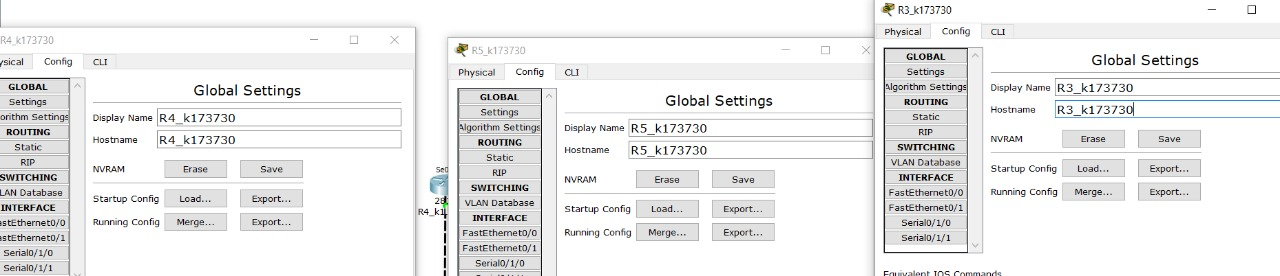 R4_k173730
ysical Config CLI
GLOBAL
Settings
orithm Settings
ROUTING
Static
RIP
SWITCHING
LAN Database
INTERFACE
astEthernet0/0
astEthernet0/1
Serial0/1/0
Serial0/1/1
Global Settings
Display Name R4_k173730
Hostname R4_k173730
NVRAM Erase Save
Startup Config Load... Export...
Running Config Merge... Export...
R5_k173730
Physical Config CLI
GLOBAL
Settings
Algorithm Settings
ROUTING
Static
RIP
SWITCHING
VLAN Database
INTERFACE
FastEthernet0/0
FastEthernet0/1
Serial0/1/0
Global Settings
Display Name R5_k173730
Hostname R5_k173730
NVRAM Erase Save
Startup Config Load... Export...
Running Config Merge... Export...
R3_k173730
Physical Config CLI
GLOBAL
Settings
Algorithm Settings
ROUTING
Static
RIP
SWITCHING
VLAN Database
INTERFACE
FastEthernet0/0
FastEthernet0/1
Serial0/1/0
Serial0/1/1
Global Settings
Display Name R3_k173730
Hostname R3_k173730
NVRAM Erase Save
Startup Config Load... Export...
Running Config Merge... Export...
Equivalent IOS Commands